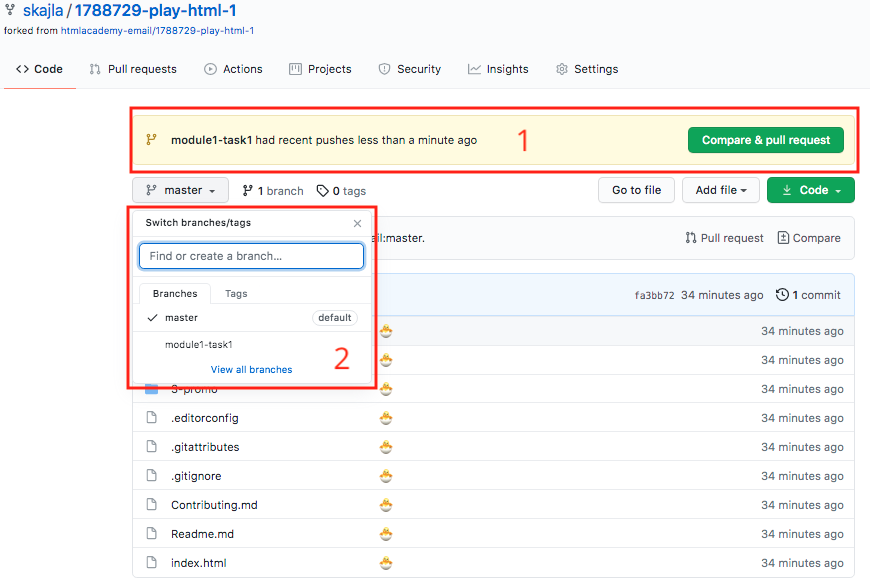 skajla / 1788729-play-html-1
forked from htmlacademy-email/1788729-play-html-1
Code Pull requests Actions Projects Security Insights Settings
module1-task1 had recent pushes less than a minute ago 1 Compare & pull request
master 1 branch 0 tags Go to file Add file Code
Switch branches/tags
Find or create a branch...
Branches Tags
master default
module1-task1
View all branches
2
:master. Pull request Compare
fa3bb72 34 minutes ago 1 commit
34 minutes ago
34 minutes ago
3-promo 34 minutes ago
.editorconfig 34 minutes ago
.gitattributes 34 minutes ago
.gitignore 34 minutes ago
Contributing.md 34 minutes ago
Readme.md 34 minutes ago
index.html 34 minutes ago